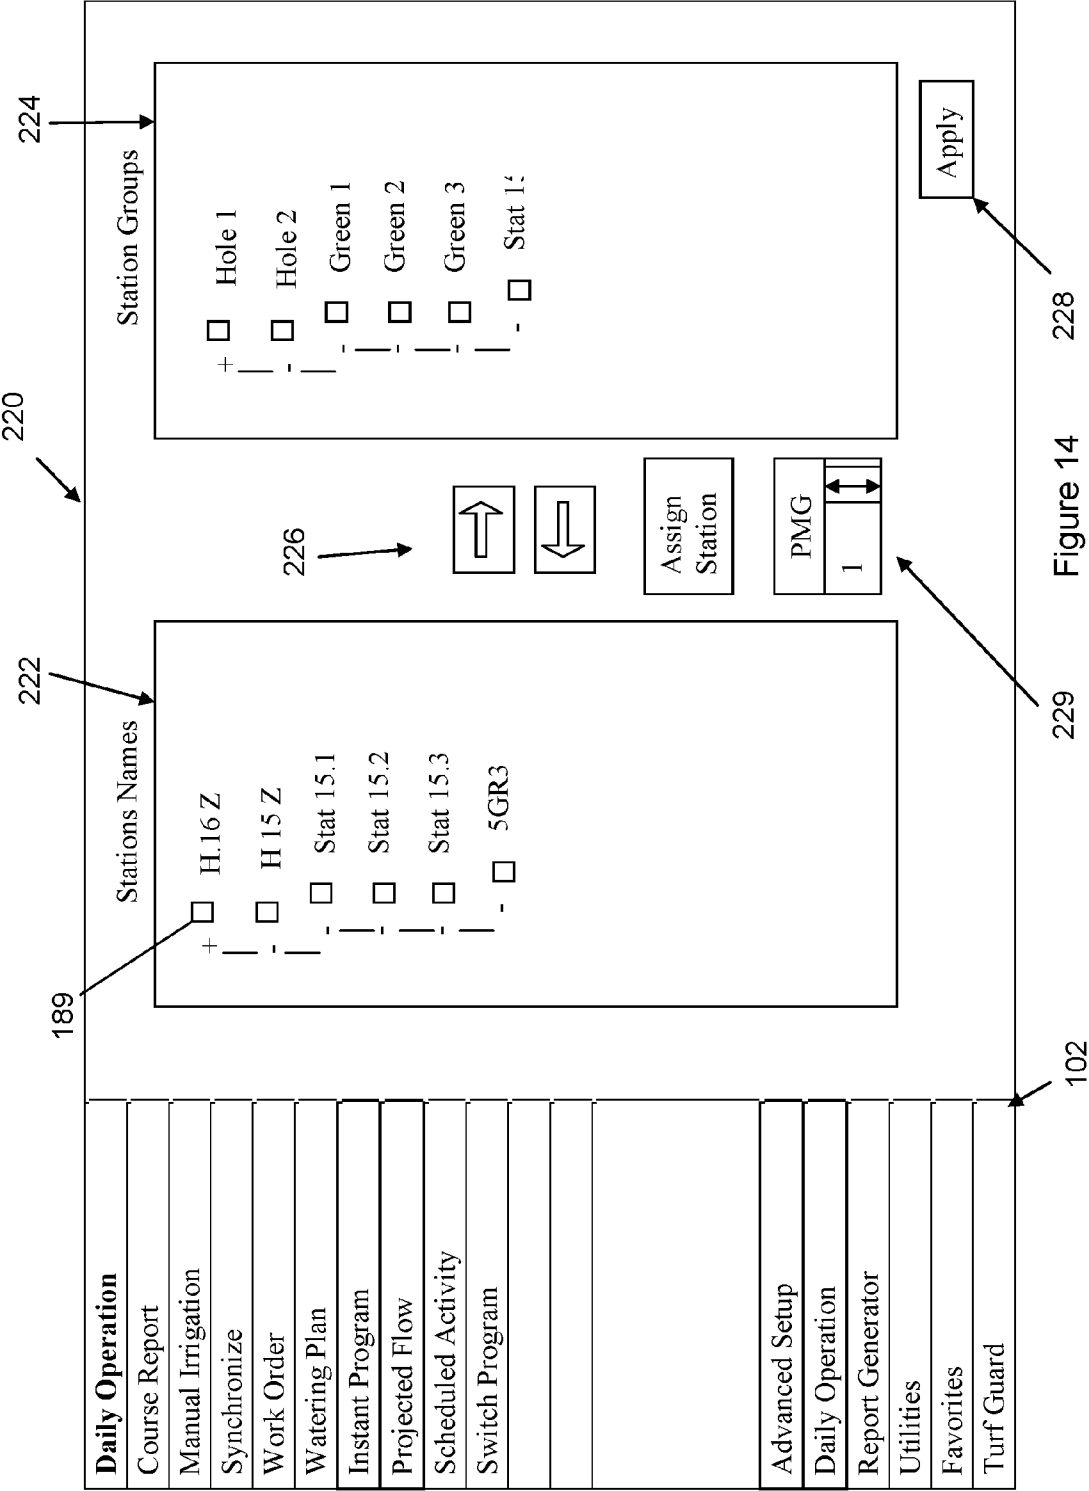 220
222
224
Stations Names
Station Groups
189
+
H.16 Z
-
H 15 Z
-
Stat 15.1
-
Stat 15.2
-
Stat 15.3
-
5GR3
226
Assign
Station
PMG
1
229
+
Hole 1
-
Hole 2
-
Green 1
-
Green 2
-
Green 3
-
Stat 15
Apply
228
102
Daily Operation
Course Report
Manual Irrigation
Synchronize
Work Order
Watering Plan
Instant Program
Projected Flow
Scheduled Activity
Switch Program
Advanced Setup
Daily Operation
Report Generator
Utilities
Favorites
Turf Guard
Figure 14